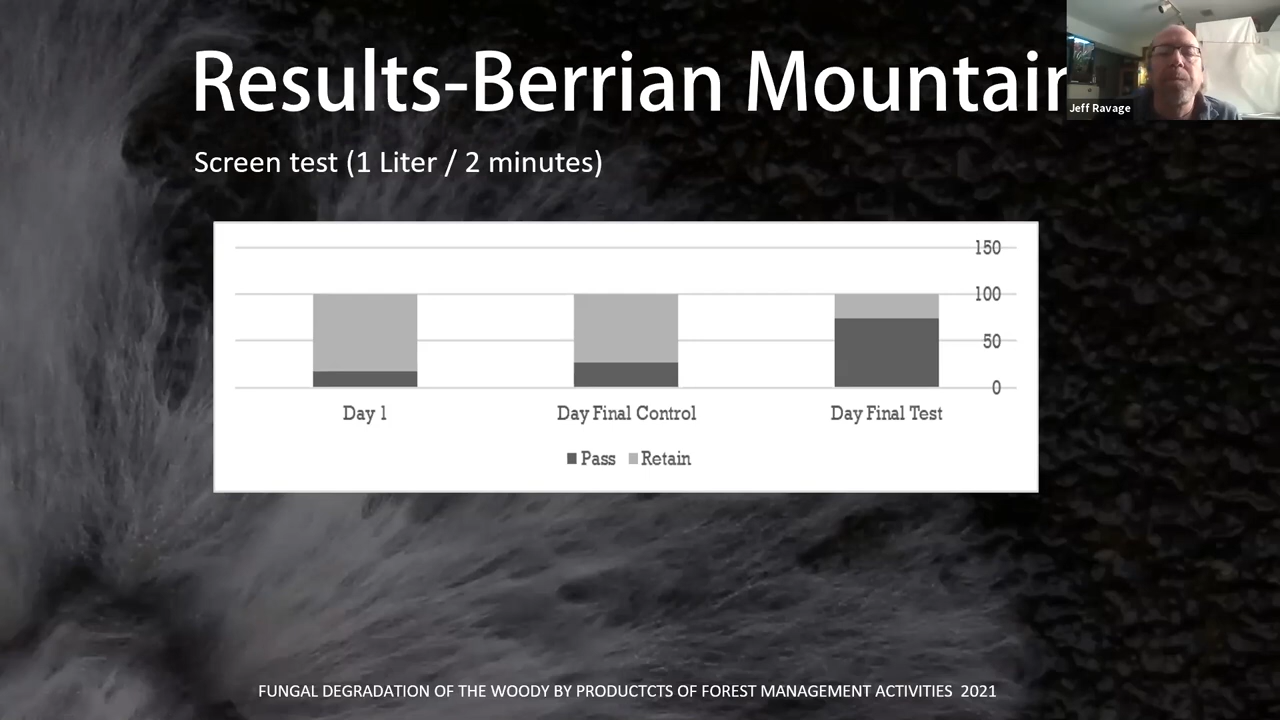 Results-Berrian Mountain
Jeff Ravage
Screen test (1 Liter / 2 minutes)
150
100
50
0
Day 1 Day Final Control Day Final Test
Pass Retain
FUNGAL DEGRADATION OF THE WOODY BY PRODUCTCTS OF FOREST MANAGEMENT ACTIVITIES 2021